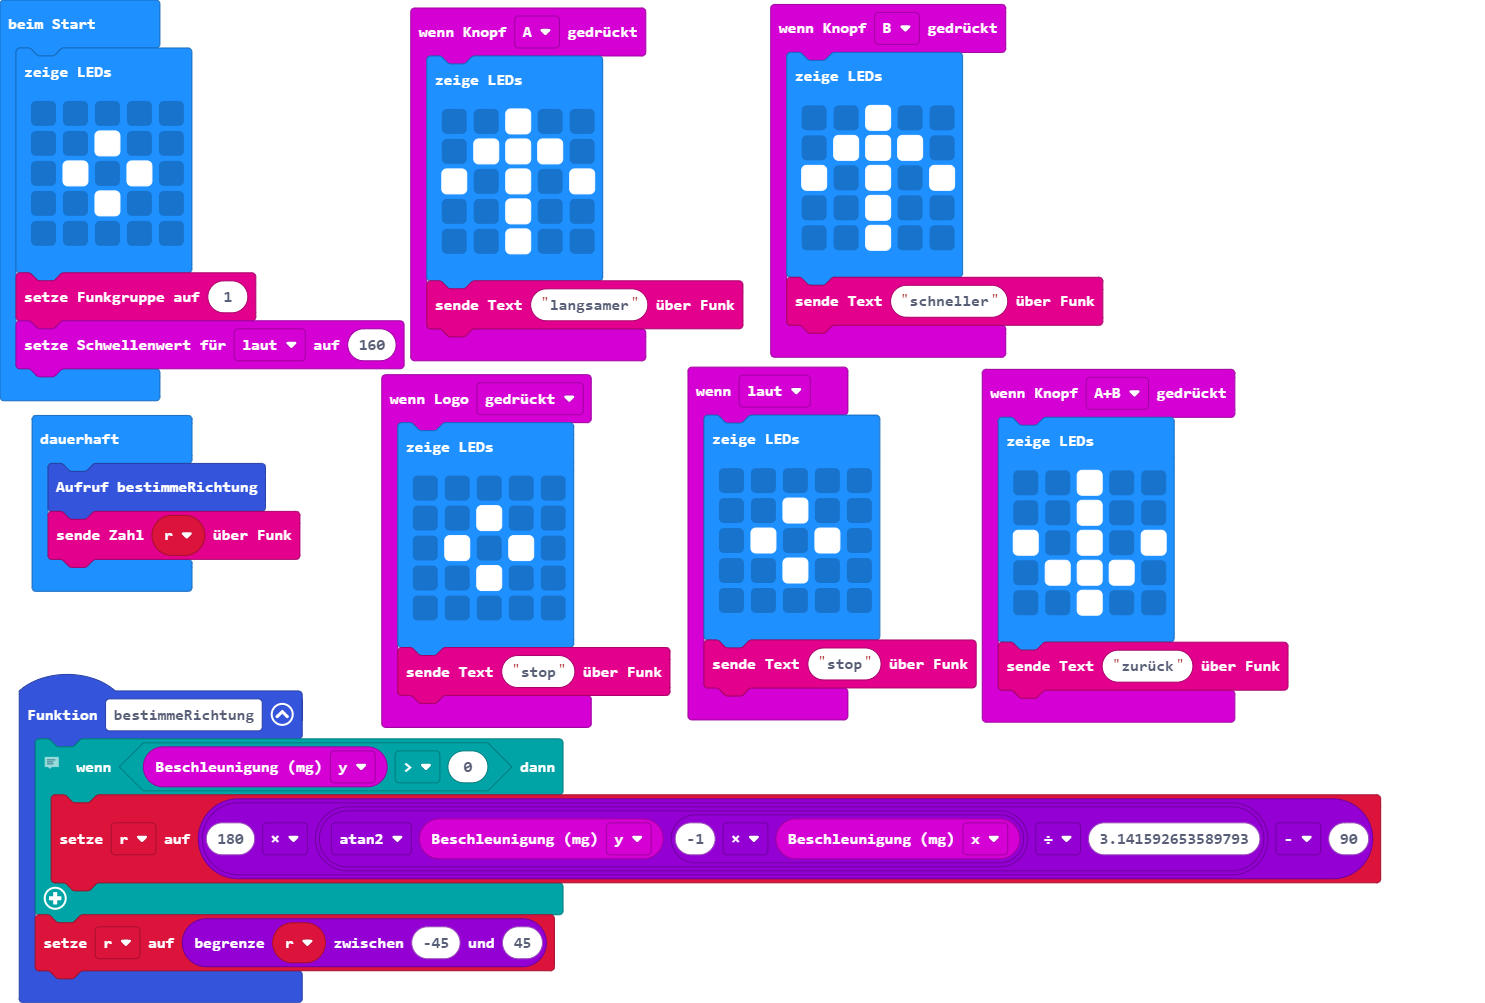 beim Start
zeige LEDs
setze Funkgruppe auf 1
setze Schwellenwert für laut auf 160
wenn Knopf A gedrückt
zeige LEDs
sende Text "langsamer" über Funk
wenn Knopf B gedrückt
zeige LEDs
sende Text "schneller" über Funk
dauerhaft
Aufruf bestimmeRichtung
sende Zahl r über Funk
wenn Logo gedrückt
zeige LEDs
sende Text "stop" über Funk
wenn laut
zeige LEDs
sende Text "stop" über Funk
wenn Knopf A+B gedrückt
zeige LEDs
sende Text "zurück" über Funk
Funktion bestimmeRichtung
wenn Beschleunigung (mg) y > 0 dann
setze r auf 180 × atan2 Beschleunigung (mg) y -1 × Beschleunigung (mg) x ÷ 3.141592653589793 - 90
setze r auf begrenze r zwischen -45 und 45